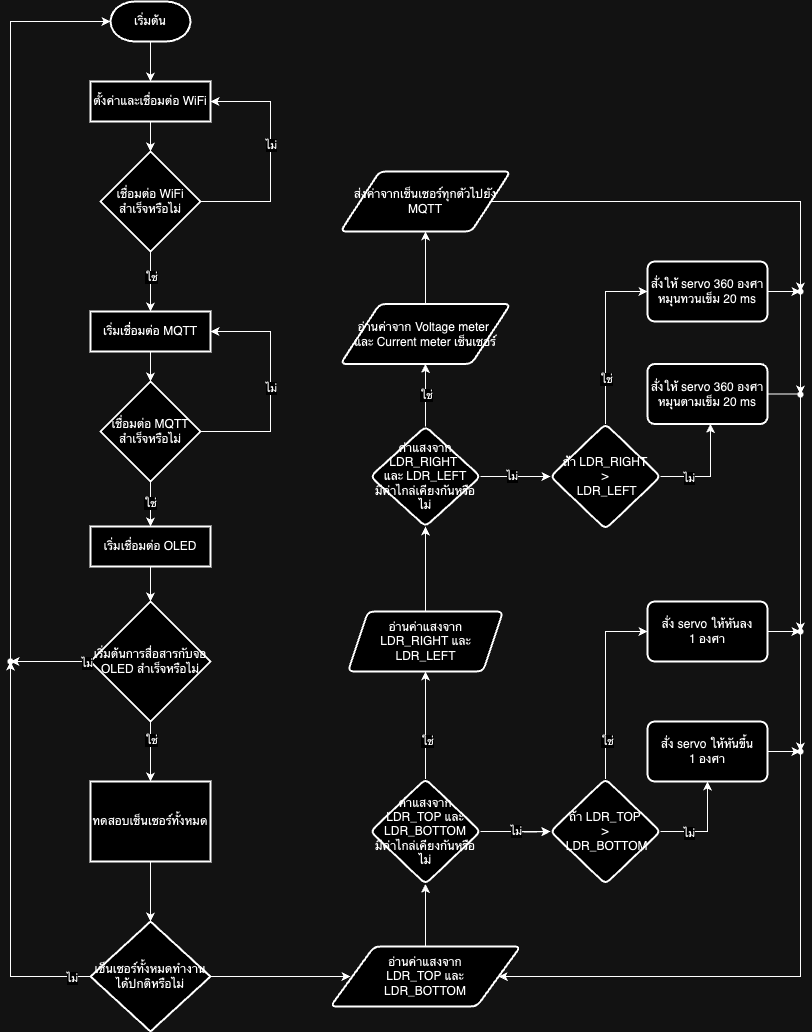 เริ่มต้น
ตั้งค่าและเชื่อมต่อ WiFi
ไม่
เชื่อมต่อ WiFi
สำเร็จหรือไม่
ใช่
เริ่มเชื่อมต่อ MQTT
ไม่
เชื่อมต่อ MQTT
สำเร็จหรือไม่
ใช่
เริ่มเชื่อมต่อ OLED
เริ่มต้นการสื่อสารกับจอ
OLED สำเร็จหรือไม่
ไม่
ใช่
ทดสอบเซ็นเซอร์ทั้งหมด
เซ็นเซอร์ทั้งหมดทำงาน
ได้ปกติหรือไม่
ไม่
อ่านค่าแสงจาก
LDR_TOP และ
LDR_BOTTOM
ค่าแสงจาก
LDR_TOP และ
LDR_BOTTOM
มีค่าใกล่เคียงกันหรือ
ไม่
ไม่
ถ้า LDR_TOP
>
LDR_BOTTOM
ไม่
สั่ง servo ให้หันขึ้น
1 องศา
ใช่
สั่ง servo ให้หันลง
1 องศา
ใช่
อ่านค่าแสงจาก
LDR_RIGHT และ
LDR_LEFT
ค่าแสงจาก
LDR_RIGHT
และ LDR_LEFT
มีค่าใกล่เคียงกันหรือ
ไม่
ไม่
ถ้า LDR_RIGHT
>
LDR_LEFT
ไม่
สั่งให้ servo 360 องศา
หมุนตามเข็ม 20 ms
ใช่
สั่งให้ servo 360 องศา
หมุนทวนเข็ม 20 ms
ใช่
อ่านค่าจาก Voltage meter
และ Current meter เซ็นเซอร์
ส่งค่าจากเซ็นเซอร์ทุกตัวไปยัง
MQTT